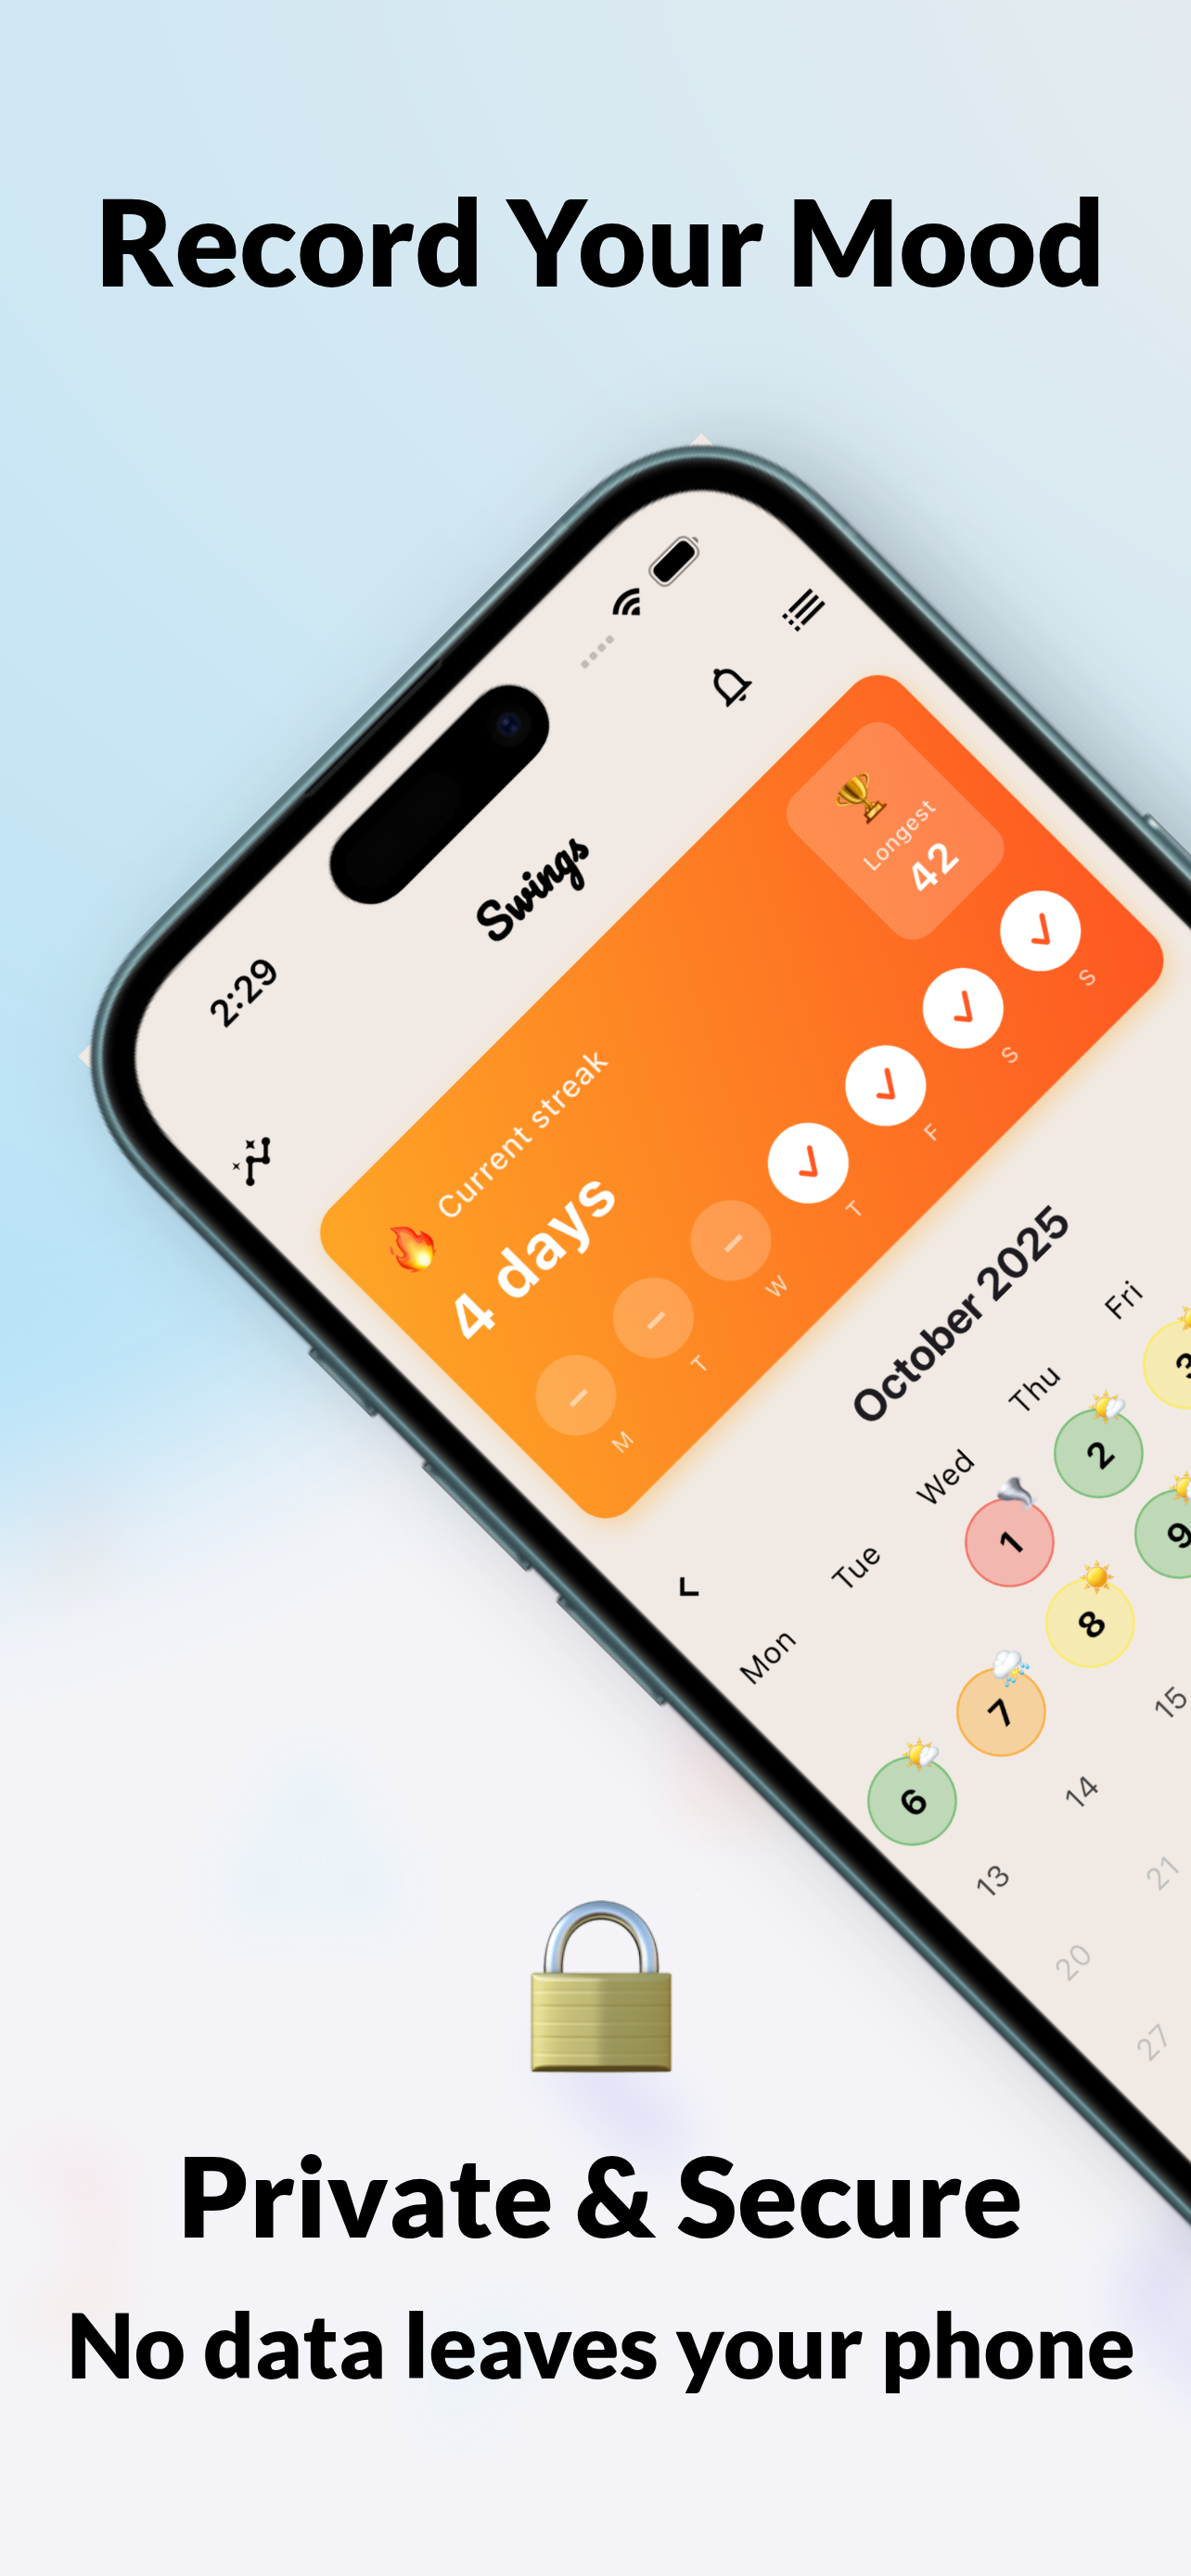 Record Your Mood
2:29
Swings
🔥 Current streak
4 days
🏆
Longest
42
M T W T F S S
October 2025
Mon Tue Wed Thu Fri
1 2 3
6 7 8 9
13 14 15
20 21
27
Private & Secure
No data leaves your phone